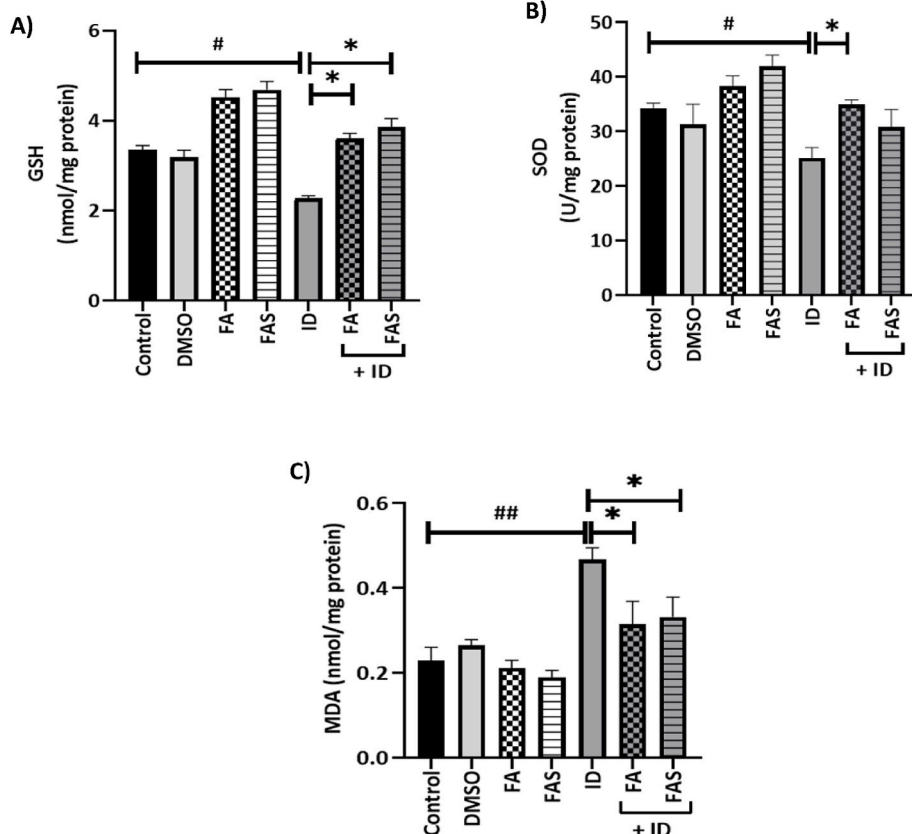 A)
GSH
(nmol/mg protein)
6
4
2
0
#
*
*
Control
DMSO
FA
FAS
ID
FA
FAS
+ ID
B)
SOD
(U/mg protein)
50
40
30
20
10
0
#
*
Control
DMSO
FA
FAS
ID
FA
FAS
+ ID
C)
MDA (nmol/mg protein)
0.6
0.4
0.2
0.0
##
*
*
Control
DMSO
FA
FAS
ID
FA
FAS
+ ID